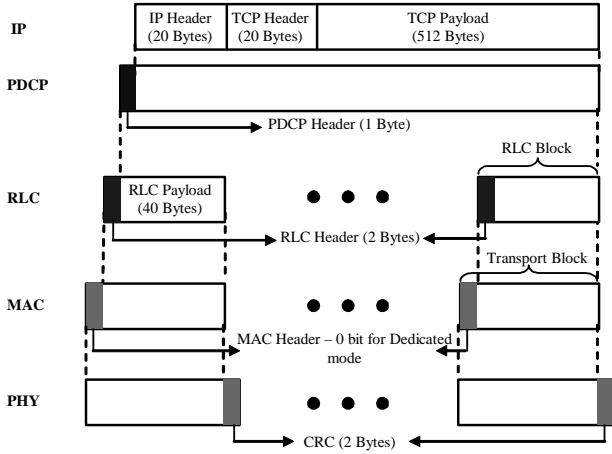 IP
IP Header
(20 Bytes)
TCP Header
(20 Bytes)
TCP Payload
(512 Bytes)
PDCP
PDCP Header (1 Byte)
RLC Block
RLC
RLC Payload
(40 Bytes)
RLC Header (2 Bytes)
Transport Block
MAC
MAC Header – 0 bit for Dedicated
mode
PHY
CRC (2 Bytes)